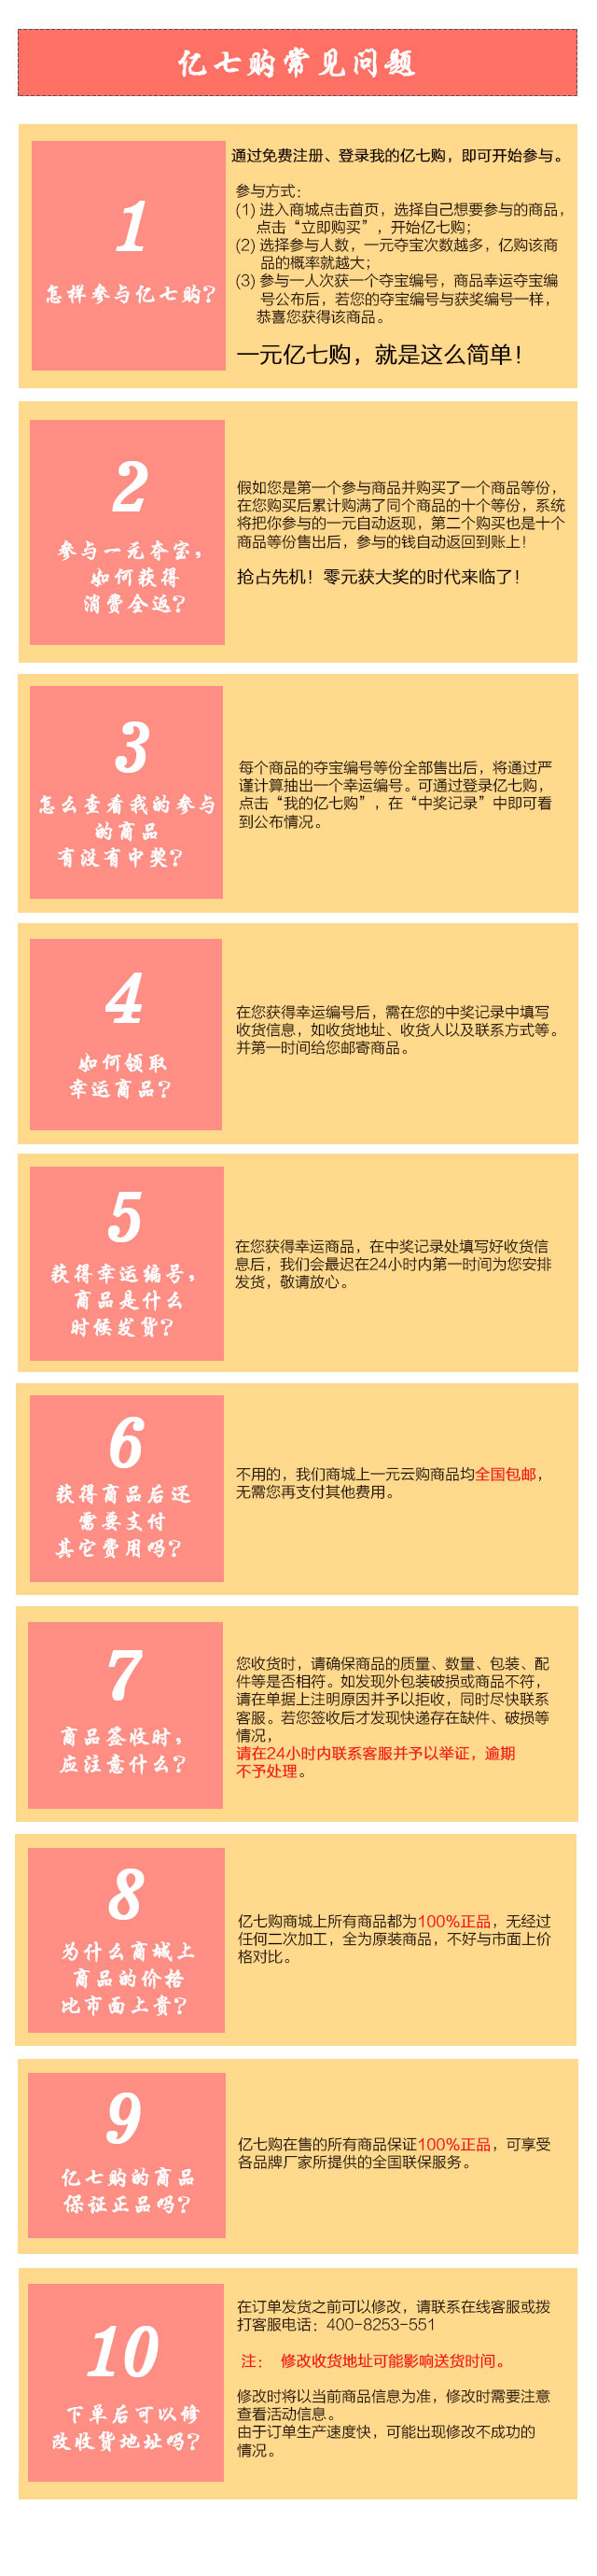 亿七购常见问题
1
怎样参与亿七购？
通过免费注册、登录我的亿七购，即可开始参与。
参与方式：
(1) 进入商城点击首页，选择自己想要参与的商品，
点击“立即购买”，开始亿七购；
(2) 选择参与人数，一元夺宝次数越多，亿购该商
品的概率就越大；
(3) 参与一人次获一个夺宝编号，商品幸运夺宝编
号公布后，若您的夺宝编号与获奖编号一样，
恭喜您获得该商品。
一元亿七购，就是这么简单！
2
参与一元夺宝，
如何获得
消费全返？
假如您是第一个参与商品并购买了一个商品等份，
在您购买后累计购满了同个商品的十个等份，系统
将把你参与的一元自动返现，第二个购买也是十个
商品等份售出后，参与的钱自动返回到账上！
抢占先机！零元获大奖的时代来临了！
3
怎么查看我的参与
的商品
有没有中奖？
每个商品的夺宝编号等份全部售出后，将通过严
谨计算抽出一个幸运编号。可通过登录亿七购，
点击“我的亿七购”，在“中奖记录”中即可看
到公布情况。
4
如何领取
幸运商品？
在您获得幸运编号后，需在您的中奖记录中填写
收货信息，如收货地址、收货人以及联系方式等。
并第一时间给您邮寄商品。
5
获得幸运编号，
商品是什么
时候发货？
在您获得幸运商品，在中奖记录处填写好收货信
息后，我们会最迟在24小时内第一时间为您安排
发货，敬请放心。
6
获得商品后还
需要支付
其它费用吗？
不用的，我们商城上一元云购商品均全国包邮，
无需您再支付其他费用。
7
商品签收时，
应注意什么？
您收货时，请确保商品的质量、数量、包装、配
件等是否相符。如发现外包装破损或商品不符，
请在单据上注明原因并予以拒收，同时尽快联系
客服。若您签收后才发现快递存在缺件、破损等
情况，
请在24小时内联系客服并予以举证，逾期
不予处理。
8
为什么商城上
商品的价格
比市面上贵？
亿七购商城上所有商品都为100%正品，无经过
任何二次加工，全为原装商品，不好与市面上价
格对比。
9
亿七购的商品
保证正品吗？
亿七购在售的所有商品保证100%正品，可享受
各品牌厂家所提供的全国联保服务。
10
下单后可以修
改收货地址吗？
在订单发货之前可以修改，请联系在线客服或拨
打客服电话：400-8253-551
注： 修改收货地址可能影响送货时间。
修改时将以当前商品信息为准，修改时需要注意
查看活动信息。
由于订单生产速度快，可能出现修改不成功的
情况。